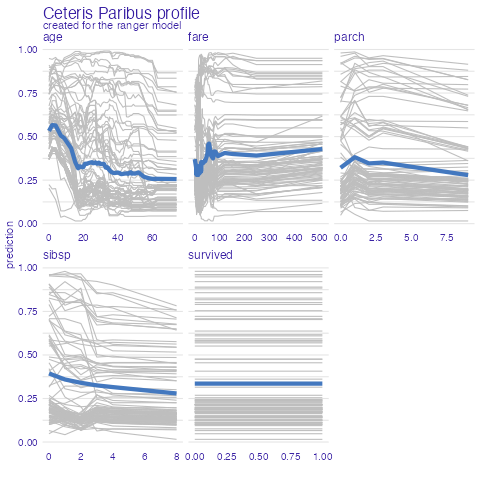 Ceteris Paribus profile
created for the ranger model
age fare parch
1.00
0.75
0.50
0.25
0.00
0 20 40 60 0 100 200 300 400 500 0.0 2.5 5.0 7.5
prediction
sibsp survived
1.00
0.75
0.50
0.25
0.00
0 2 4 6 8 0.00 0.25 0.50 0.75 1.00